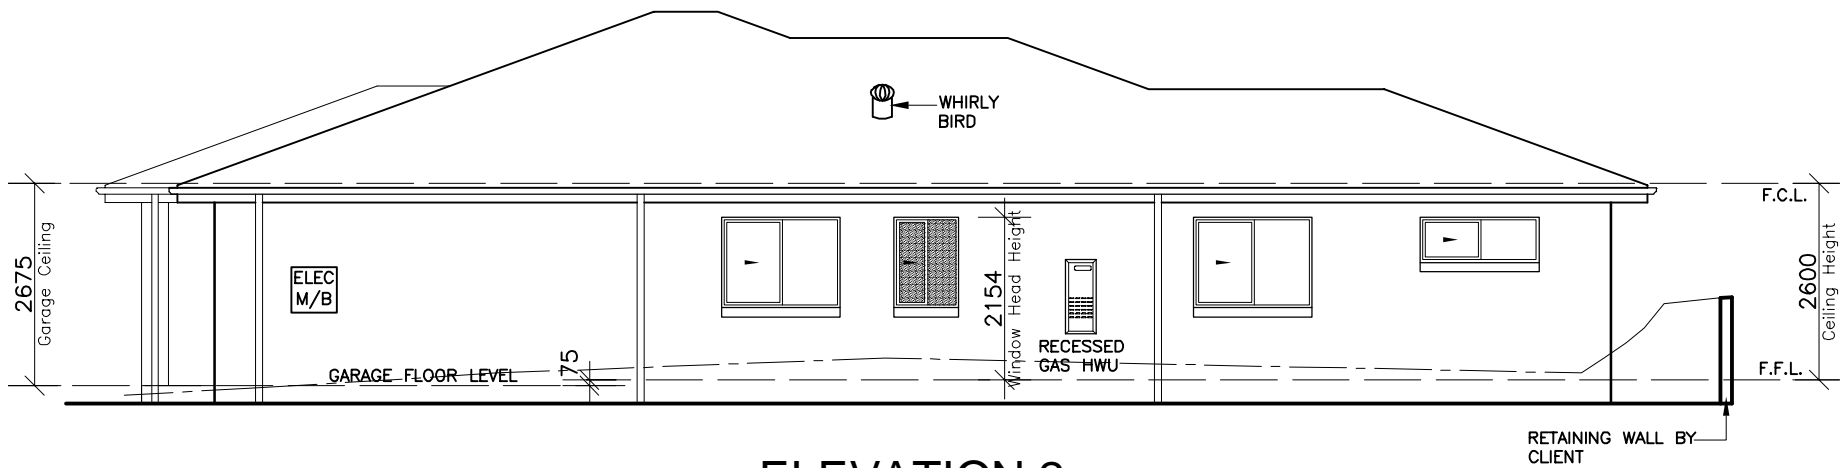 WHIRLY
BIRD
F.C.L.
2675
Garage Ceiling
ELEC
M/B
2154
Window Head Height
2600
Ceiling Height
RECESSED
GAS HWU
75
GARAGE FLOOR LEVEL
F.F.L.
RETAINING WALL BY
CLIENT
ELEVATION